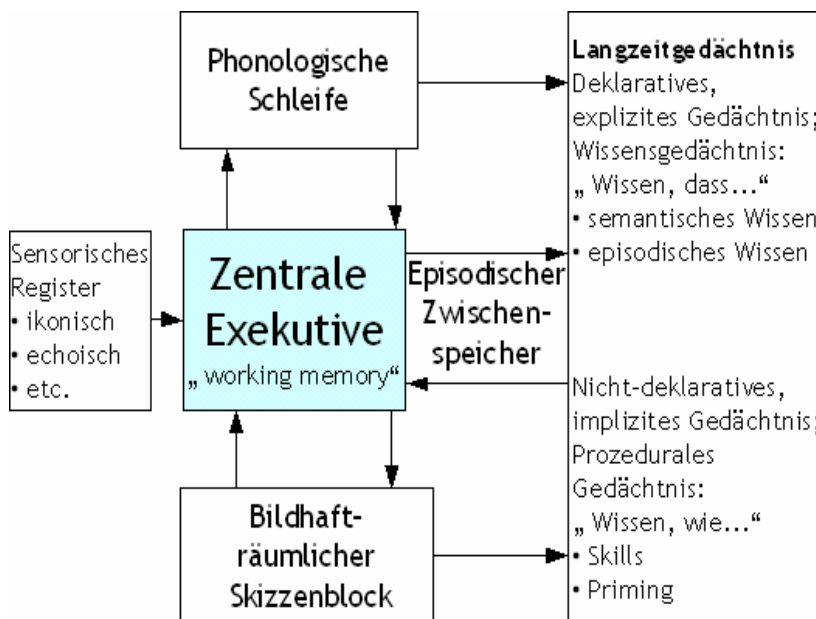 Phonologische
Schleife
Sensorisches
Register
• ikonisch
• echoisch
• etc.
Zentrale
Exekutive
„ working memory“
Episodischer
Zwischen-
speicher
Bildhaft-
räumlicher
Skizzenblock
Langzeitgedächtnis
Deklaratives,
explizites Gedächtnis;
Wissensgedächtnis:
„ Wissen, dass...“
• semantisches Wissen
• episodisches Wissen
Nicht-deklaratives,
implizites Gedächtnis;
Prozedurales
Gedächtnis:
„ Wissen, wie...“
• Skills
• Priming